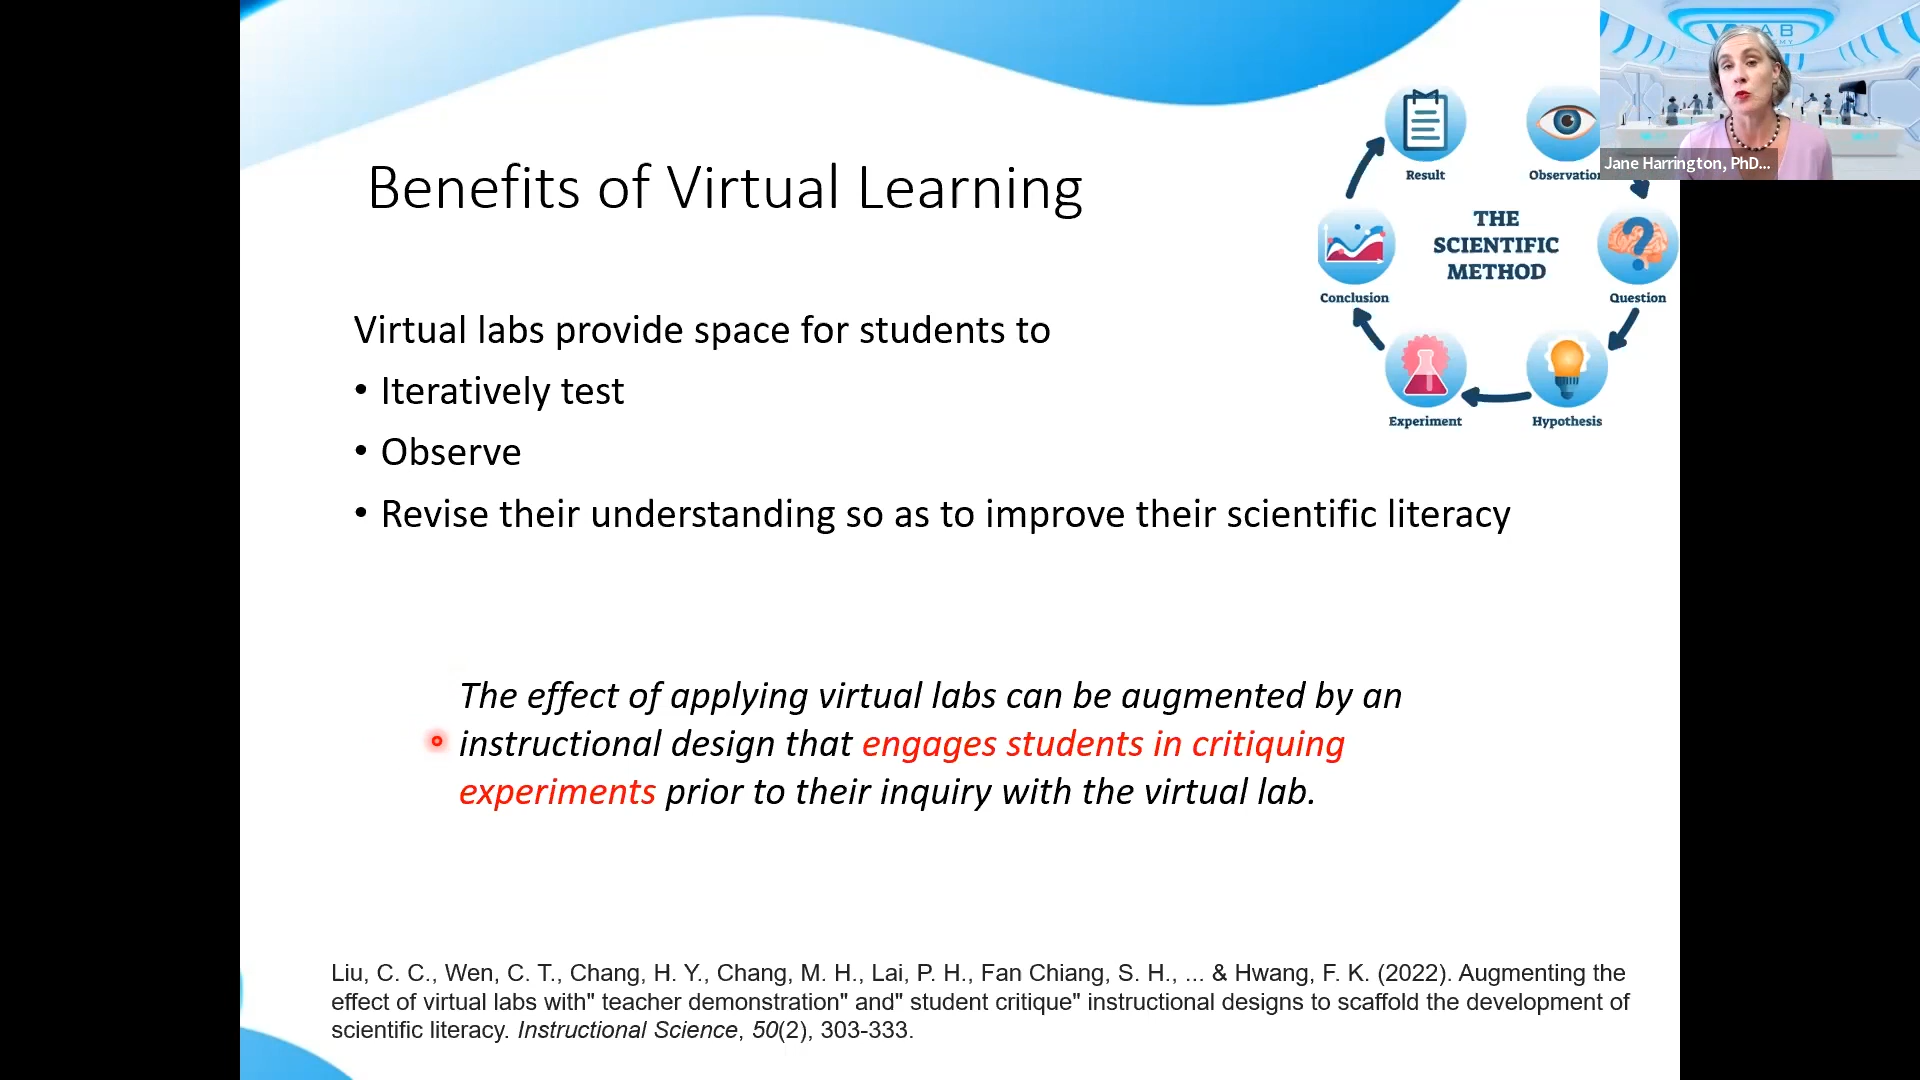 Benefits of Virtual Learning
Virtual labs provide space for students to
• Iteratively test
• Observe
• Revise their understanding so as to improve their scientific literacy
The effect of applying virtual labs can be augmented by an
instructional design that engages students in critiquing
experiments prior to their inquiry with the virtual lab.
Liu, C. C., Wen, C. T., Chang, H. Y., Chang, M. H., Lai, P. H., Fan Chiang, S. H., ... & Hwang, F. K. (2022). Augmenting the
effect of virtual labs with" teacher demonstration" and" student critique" instructional designs to scaffold the development of
scientific literacy. Instructional Science, 50(2), 303-333.
THE
SCIENTIFIC
METHOD
Observation
Question
Hypothesis
Experiment
Conclusion
Result
Jane Harrington, PhD...